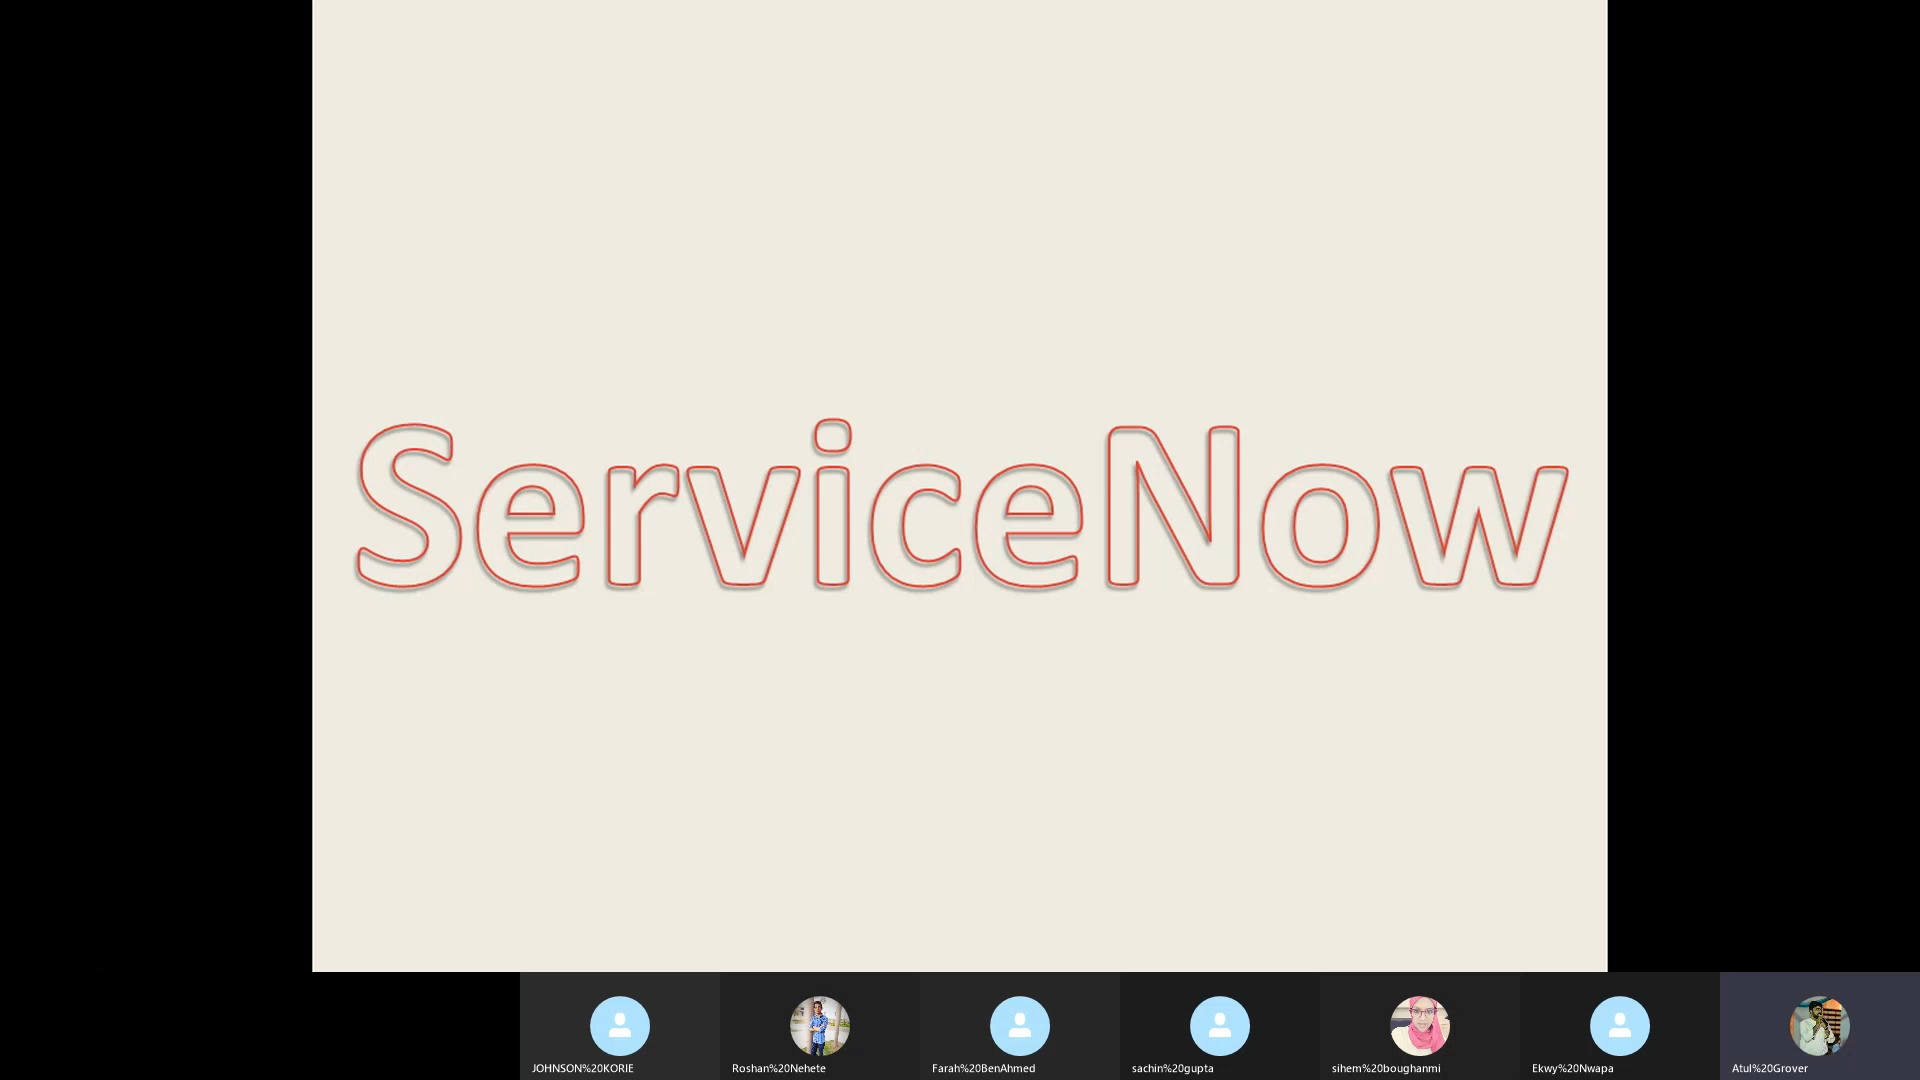 ServiceNow
JOHNSON%20KORIE
Roshan%20Nehete
Farah%20BenAhmed
sachin%20gupta
sihem%20boughanmi
Ekwy%20Nwapa
Atul%20Grover